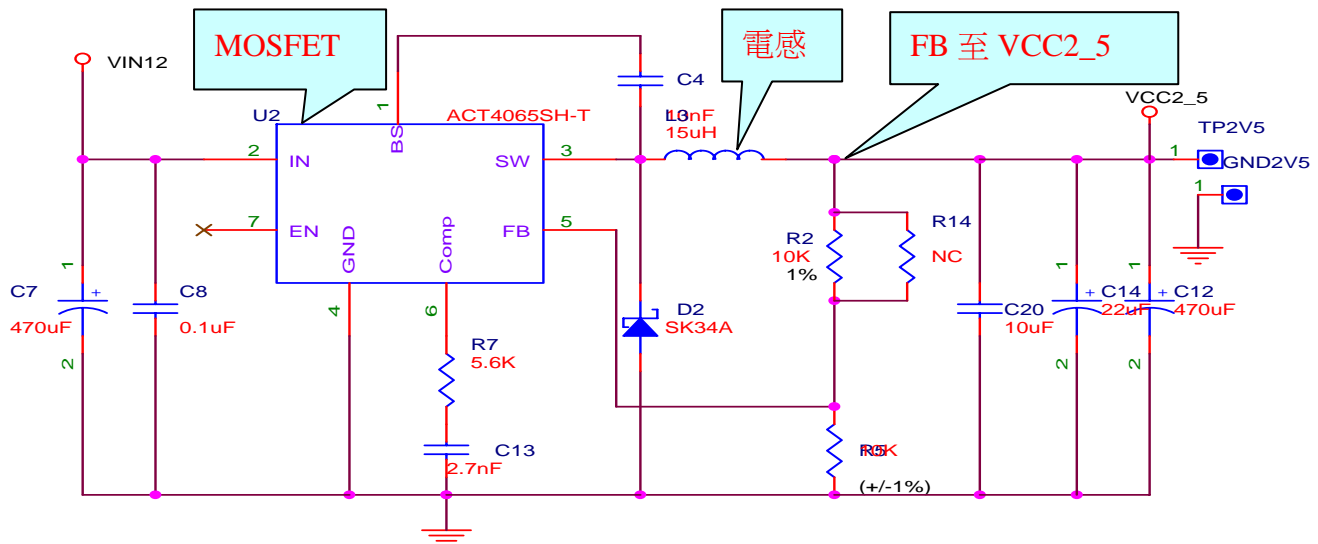 MOSFET
電感
FB 至 VCC2_5
VIN12
VCC2_5
U2
ACT4065SH-T
C4
10nF
L3
15uH
TP2V5
GND2V5
1
BS
2
IN
SW
3
7
EN
FB
5
GND
Comp
4
6
1
1
R2
10K
1%
R14
NC
1
C7
470uF
2
C8
0.1uF
D2
SK34A
R7
5.6K
C13
2.7nF
R5
10K
(+/-1%)
C20
10uF
1
C14
22uF
2
1
C12
470uF
2